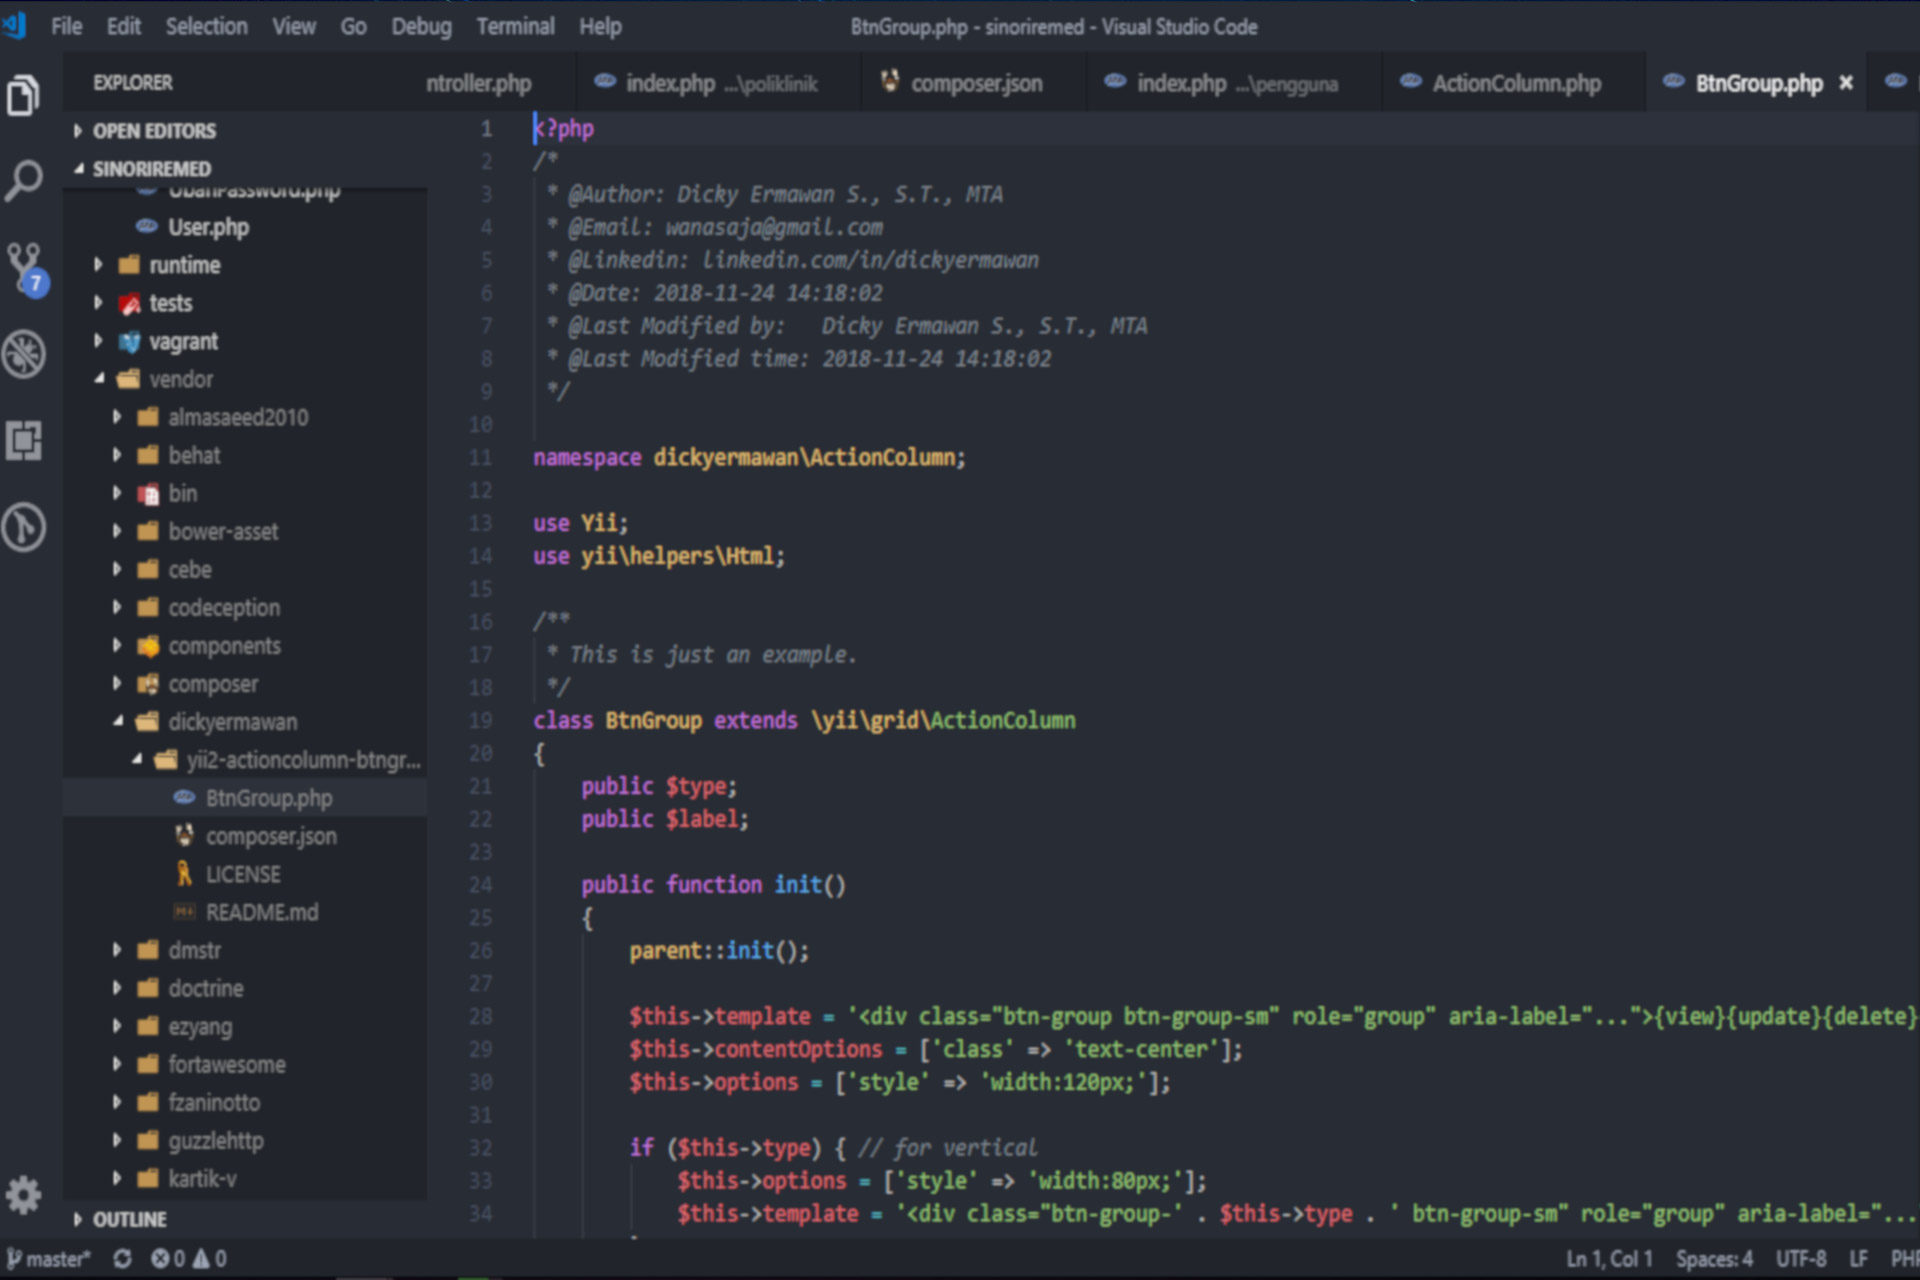 File Edit Selection View Go Debug Terminal Help
BtnGroup.php - sinoriremed - Visual Studio Code
EXPLORER
ntroller.php
index.php ...\poliklinik
composer.json
index.php ...\pengguna
ActionColumn.php
BtnGroup.php
OPEN EDITORS
SINORIREMED
UbahPassword.php
User.php
runtime
tests
7
vagrant
vendor
almasaeed2010
behat
bin
bower-asset
cebe
codeception
components
composer
dickyermawan
yii2-actioncolumn-btngr...
BtnGroup.php
composer.json
LICENSE
README.md
dmstr
doctrine
ezyang
fortawesome
fzaninotto
guzzlehttp
kartik-v
OUTLINE
1 <?php
2 /*
3 * @Author: Dicky Ermawan S., S.T., MTA
4 * @Email: wanasaja@gmail.com
5 * @Linkedin: linkedin.com/in/dickyermawan
6 * @Date: 2018-11-24 14:18:02
7 * @Last Modified by:   Dicky Ermawan S., S.T., MTA
8 * @Last Modified time: 2018-11-24 14:18:02
9 */
10
11 namespace dickyermawan\ActionColumn;
12
13 use Yii;
14 use yii\helpers\Html;
15
16 /**
17 * This is just an example.
18 */
19 class BtnGroup extends \yii\grid\ActionColumn
20 {
21 public $type;
22 public $label;
23
24 public function init()
25 {
26 parent::init();
27
28 $this->template = '<div class="btn-group btn-group-sm" role="group" aria-label="...">{view}{update}{delete}
29 $this->contentOptions = ['class' => 'text-center'];
30 $this->options = ['style' => 'width:120px;'];
31
32 if ($this->type) { // for vertical
33 $this->options = ['style' => 'width:80px;'];
34 $this->template = '<div class="btn-group-' . $this->type . ' btn-group-sm" role="group" aria-label="...
master* 0 0
Ln 1, Col 1 Spaces: 4 UTF-8 LF PHP